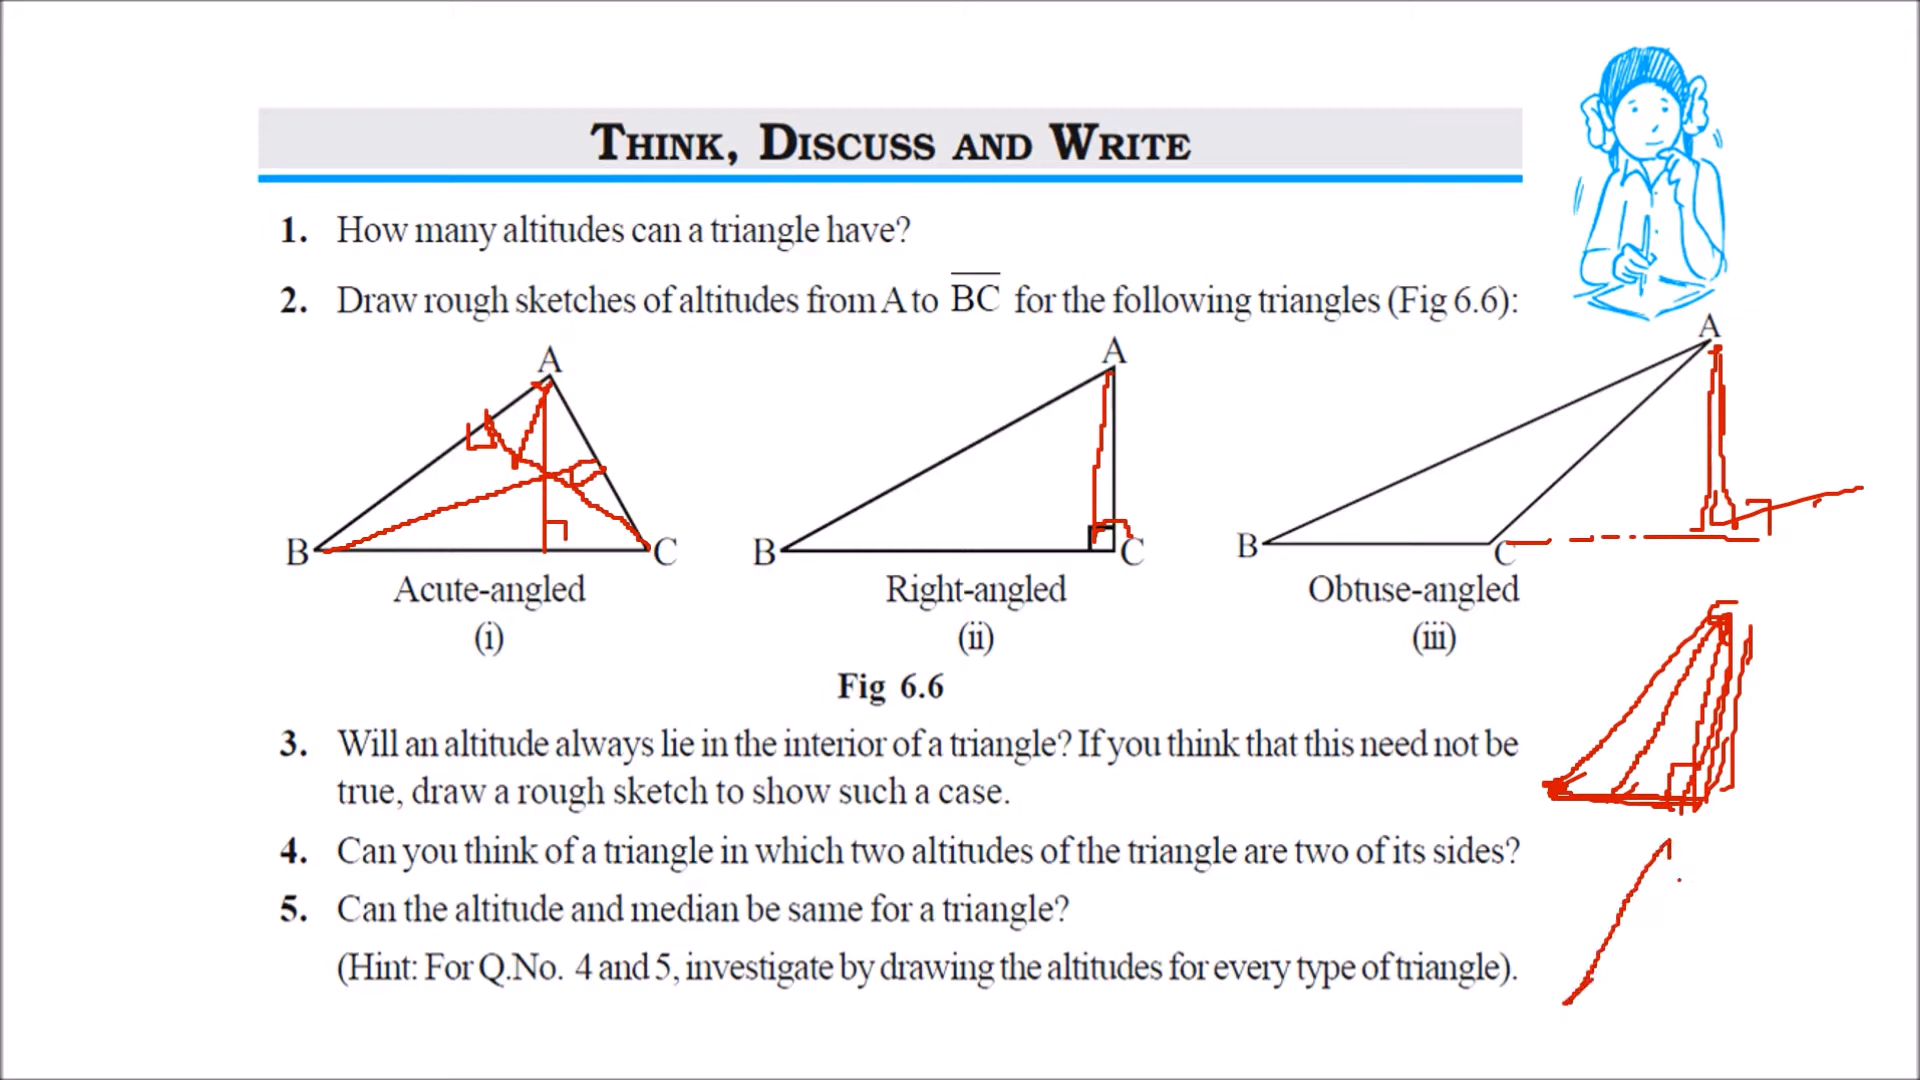 THINK, DISCUSS AND WRITE
1. How many altitudes can a triangle have?
2. Draw rough sketches of altitudes from A to BC for the following triangles (Fig 6.6):
A A A
B C B C B C
Acute-angled Right-angled Obtuse-angled
(i) (ii) (iii)
Fig 6.6
3. Will an altitude always lie in the interior of a triangle? If you think that this need not be
true, draw a rough sketch to show such a case.
4. Can you think of a triangle in which two altitudes of the triangle are two of its sides?
5. Can the altitude and median be same for a triangle?
(Hint: For Q.No. 4 and 5, investigate by drawing the altitudes for every type of triangle).